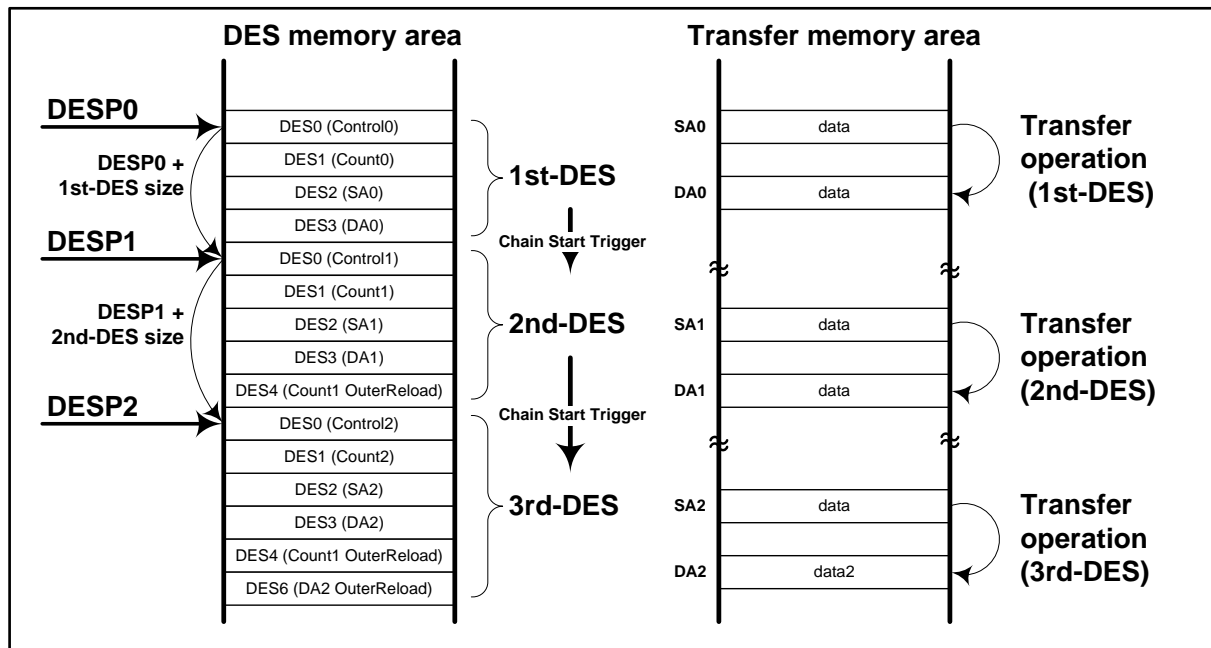 DES memory area
Transfer memory area
DESP0
DESP0 +
1st-DES size
DESP1
DESP1 +
2nd-DES size
DESP2
DES0 (Control0)
DES1 (Count0)
DES2 (SA0)
DES3 (DA0)
DES0 (Control1)
DES1 (Count1)
DES2 (SA1)
DES3 (DA1)
DES4 (Count1 OuterReload)
DES0 (Control2)
DES1 (Count2)
DES2 (SA2)
DES3 (DA2)
DES4 (Count1 OuterReload)
DES6 (DA2 OuterReload)
1st-DES
Chain Start Trigger
2nd-DES
Chain Start Trigger
3rd-DES
SA0
data
DA0
data
SA1
data
DA1
data
SA2
data
DA2
data2
Transfer
operation
(1st-DES)
Transfer
operation
(2nd-DES)
Transfer
operation
(3rd-DES)